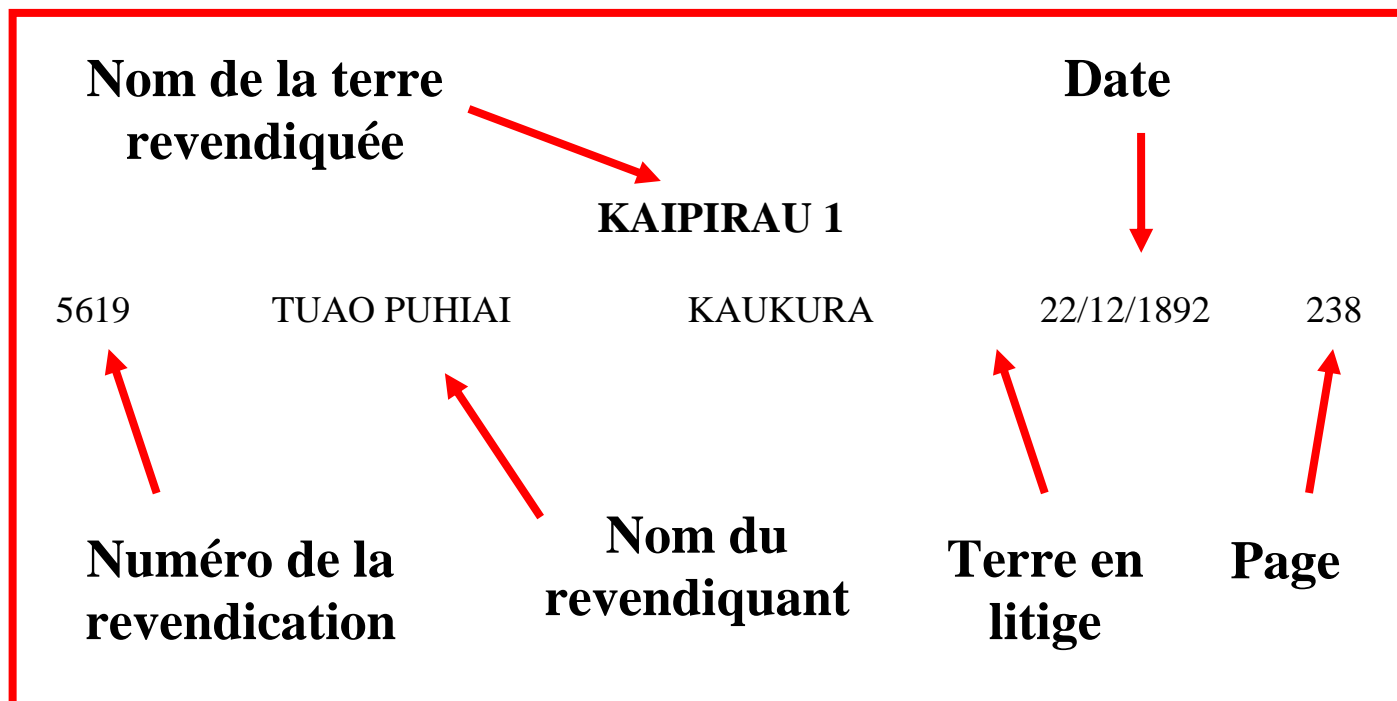 Nom de la terre
revendiquée
Date
KAIPIRAU 1
5619 TUAO PUHIAI KAUKURA 22/12/1892 238
Numéro de la
revendication
Nom du
revendiquant
Terre en
litige
Page